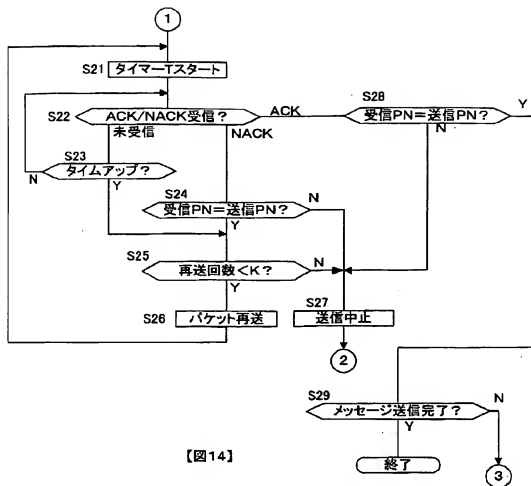 1
S21 タイマーTスタート
S28
S22 ACK/NACK受信? ACK 受信PN=送信PN? Y
未受信 NACK N
S23
N タイムアップ?
Y S24 N
受信PN=送信PN?
Y
S25 N
再送回数<K?
Y S27
S26 パケット再送 送信中止
2
S29 N
メッセージ送信完了?
Y
【図14】 終了 3